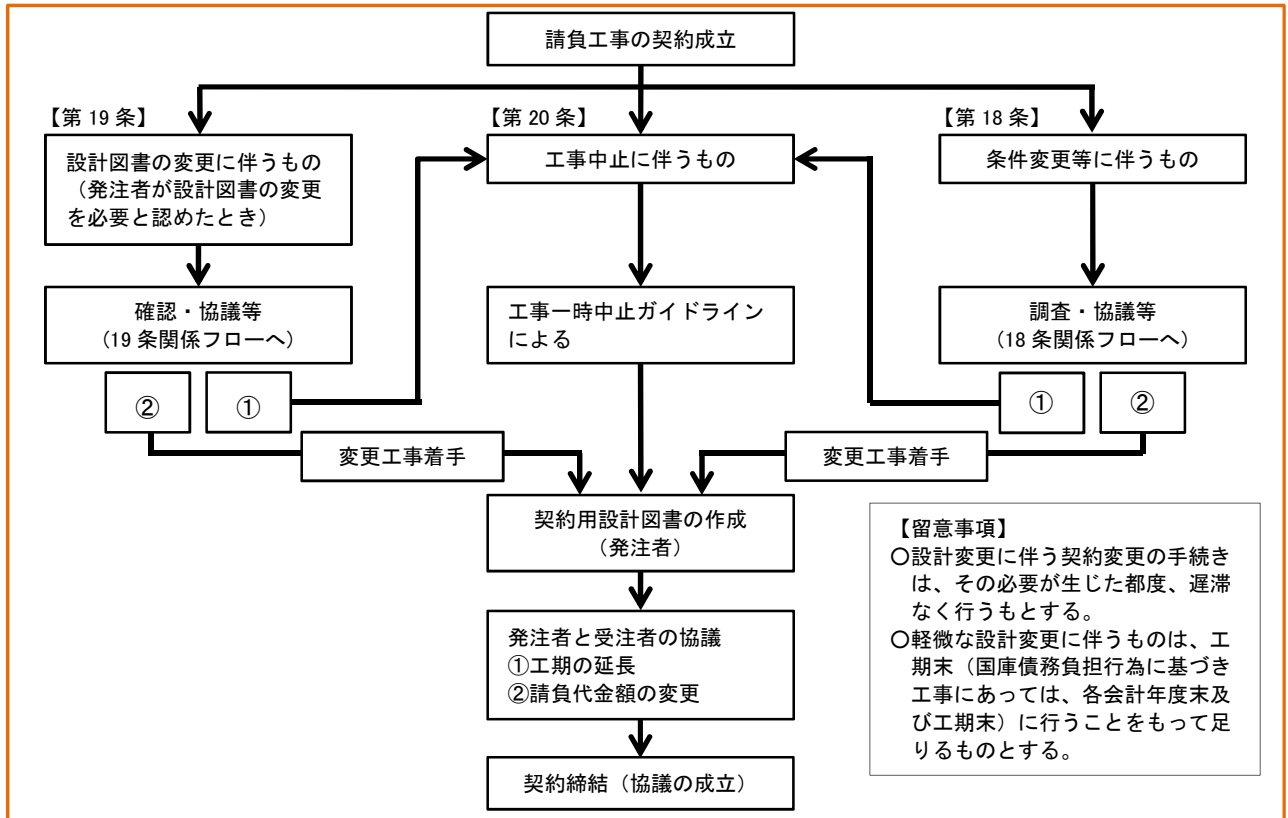 請負工事の契約成立
【第 19 条】
【第 20 条】
【第 18 条】
設計図書の変更に伴うもの
（発注者が設計図書の変更
を必要と認めたとき）
工事中止に伴うもの
条件変更等に伴うもの
確認・協議等
(19 条関係フローへ)
工事一時中止ガイドライン
による
調査・協議等
(18 条関係フローへ)
②
①
①
②
変更工事着手
変更工事着手
契約用設計図書の作成
（発注者）
発注者と受注者の協議
①工期の延長
②請負代金額の変更
契約締結（協議の成立）
【留意事項】
〇設計変更に伴う契約変更の手続き
は、その必要が生じた都度、遅滞
なく行うもとする。
〇軽微な設計変更に伴うものは、工
期末（国庫債務負担行為に基づき
工事にあっては、各会計年度末及
び工期末）に行うことをもって足
りるものとする。